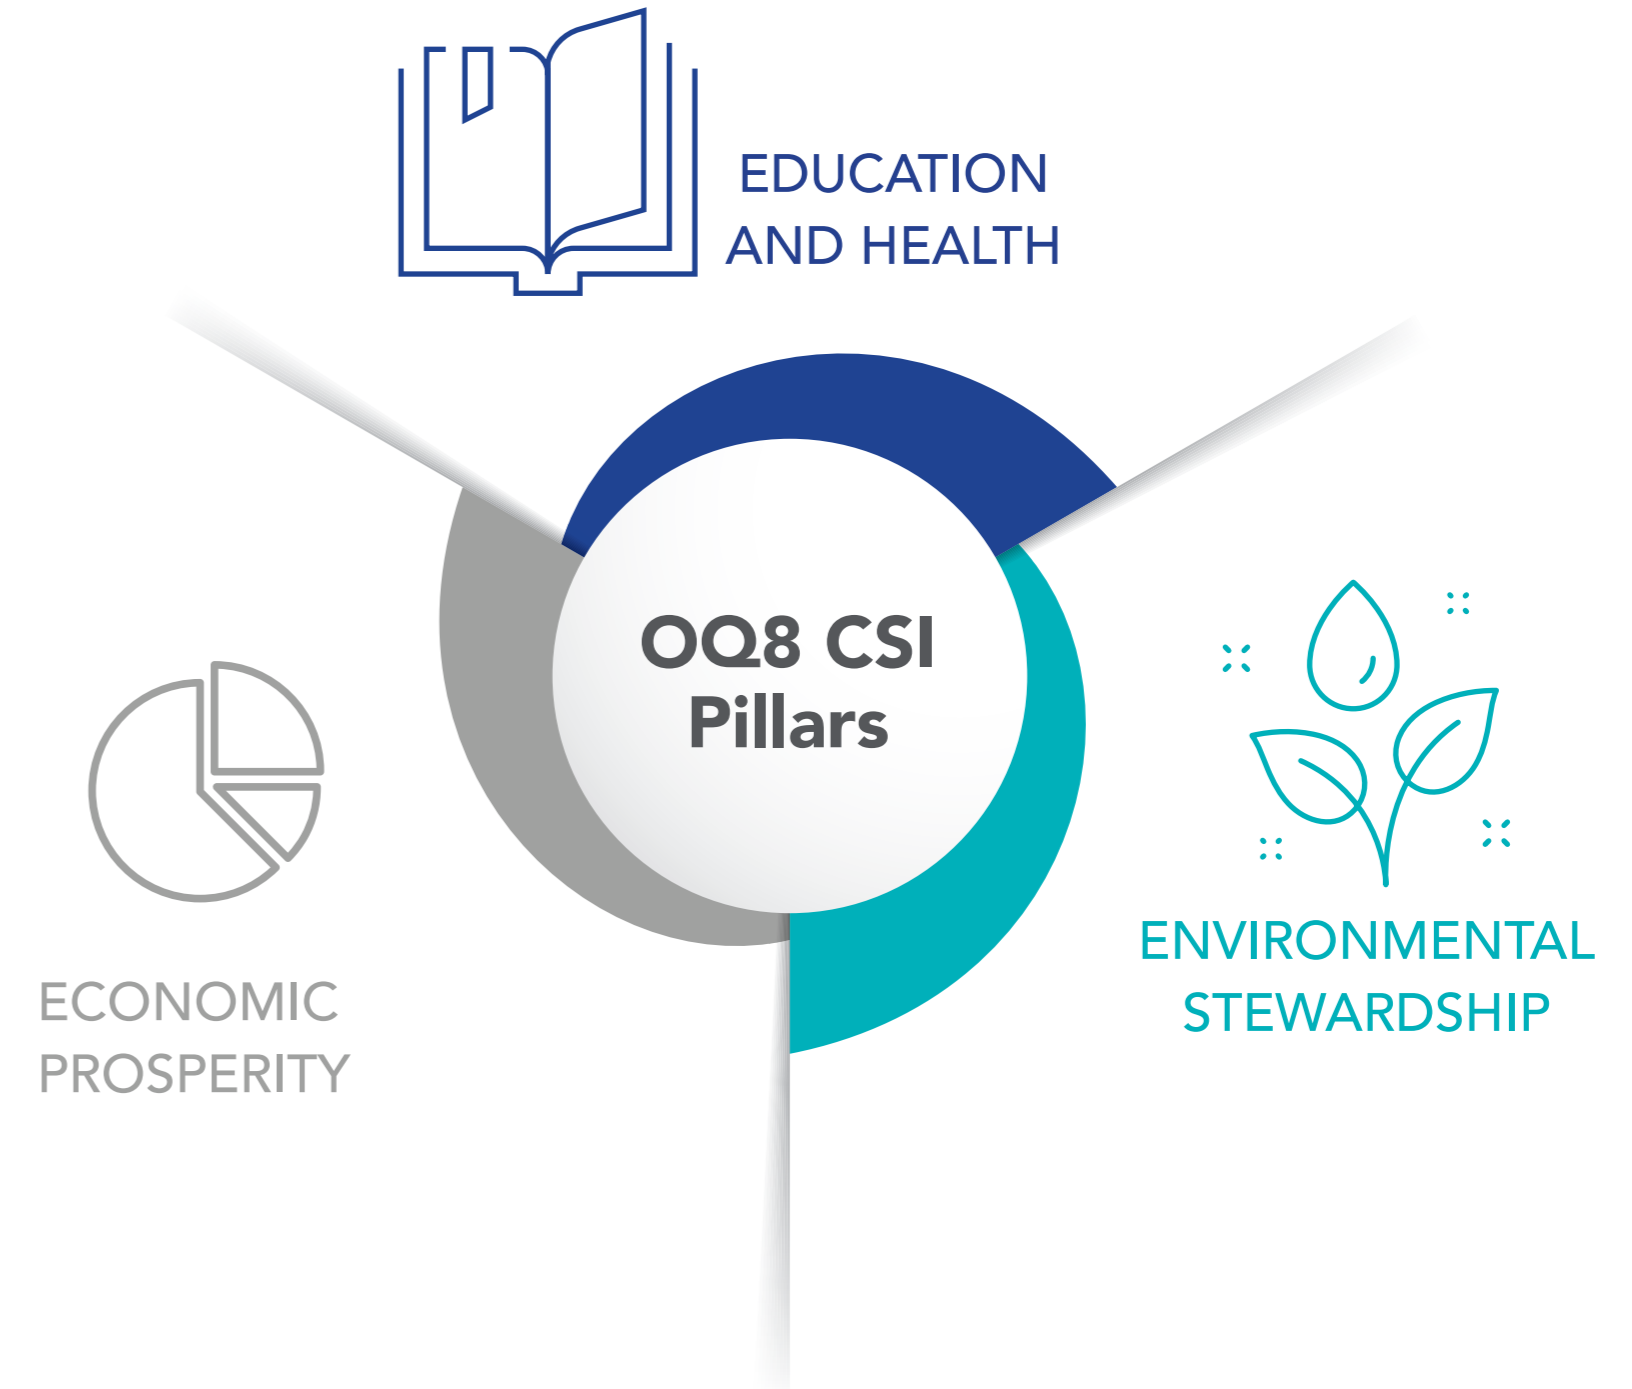 EDUCATION
AND HEALTH
OQ8 CSI
Pillars
ENVIRONMENTAL
STEWARDSHIP
ECONOMIC
PROSPERITY